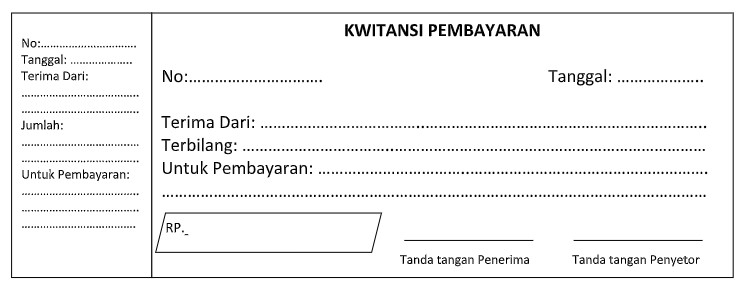 No:..................................
Tanggal: ......................
Terima Dari:
..........................................
..........................................
Jumlah:
..........................................
..........................................
Untuk Pembayaran:
..........................................
..........................................
.........................................
KWITANSI PEMBAYARAN
No:.................................
Tanggal: .....................
Terima Dari: ..............................................................................................................
Terbilang: ...................................................................................................................
Untuk Pembayaran: ................................................................................................
.......................................................................................................................................
RP._
Tanda tangan Penerima
Tanda tangan Penyetor